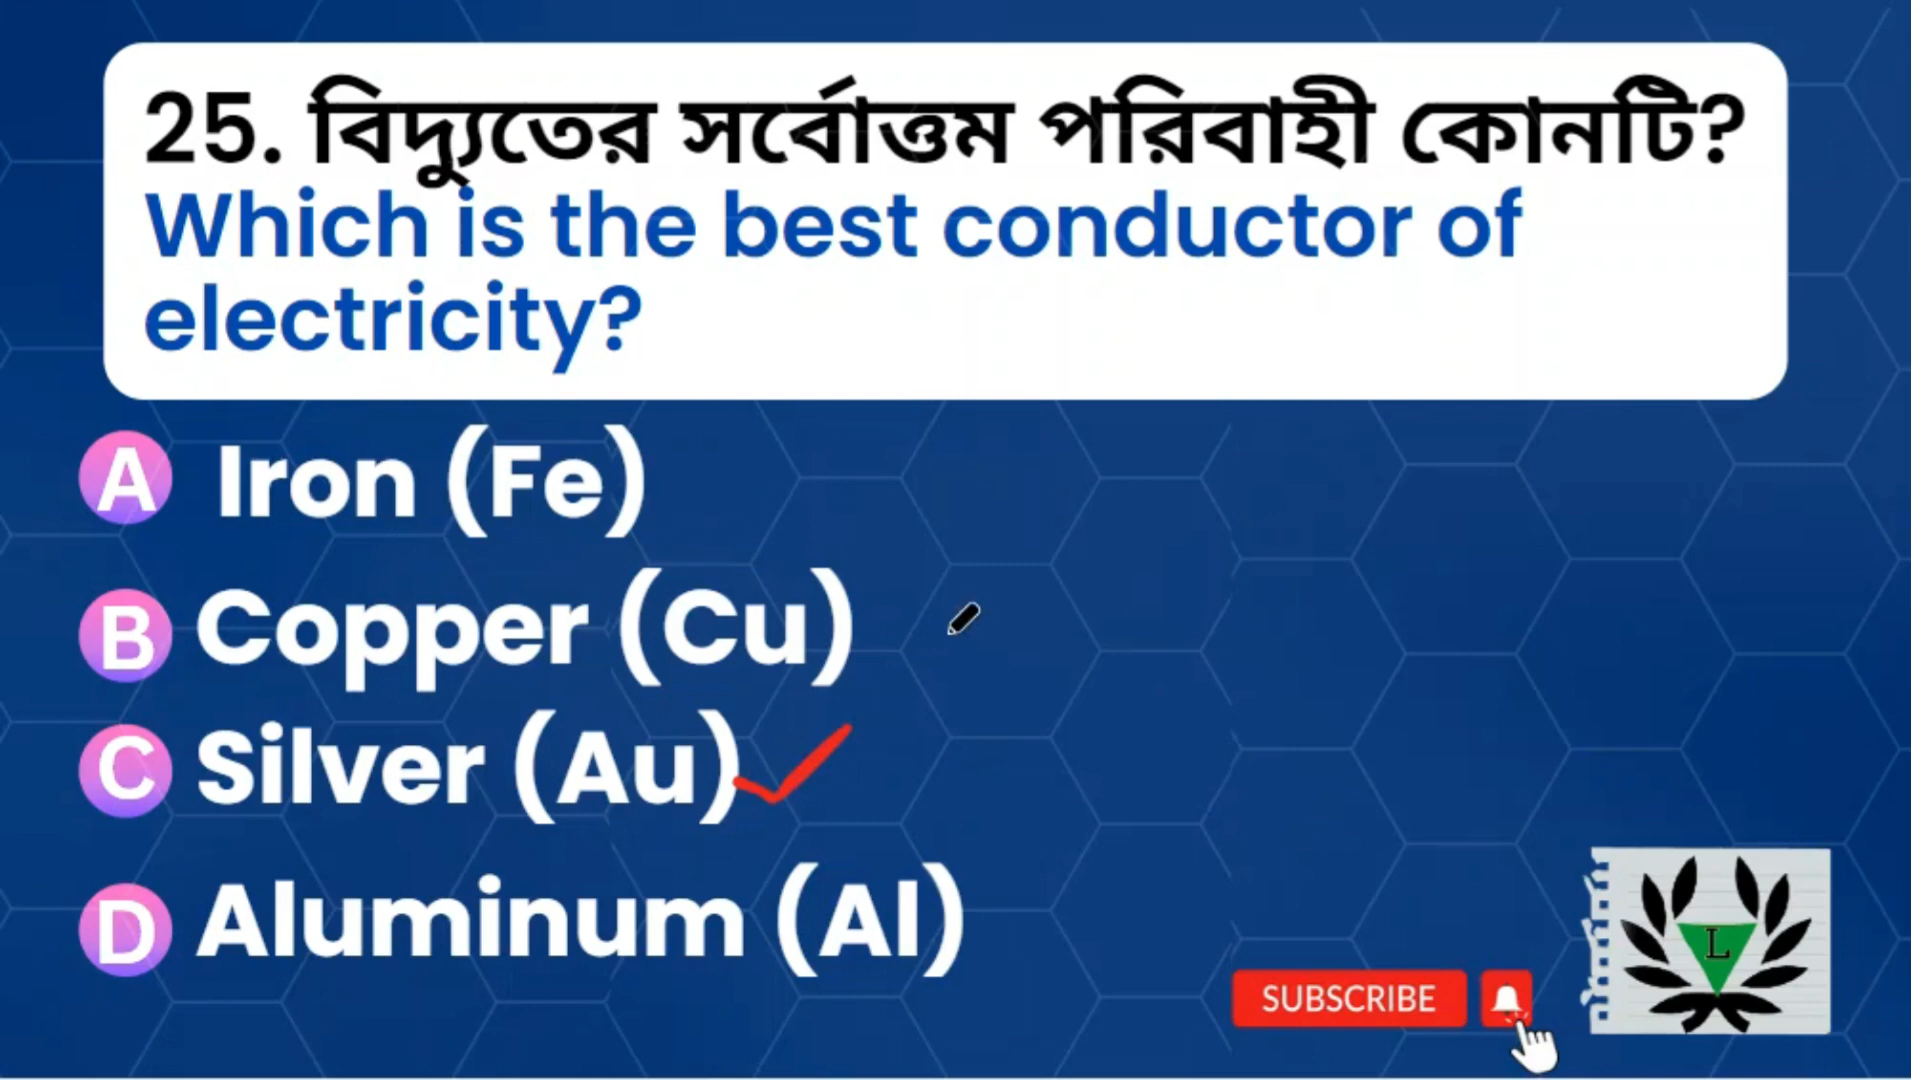 25. বিদ্যুতের সর্বোত্তম পরিবাহী কোনটি?
Which is the best conductor of
electricity?
A Iron (Fe)
B Copper (Cu)
C Silver (Au)
D Aluminum (Al)
SUBSCRIBE
L